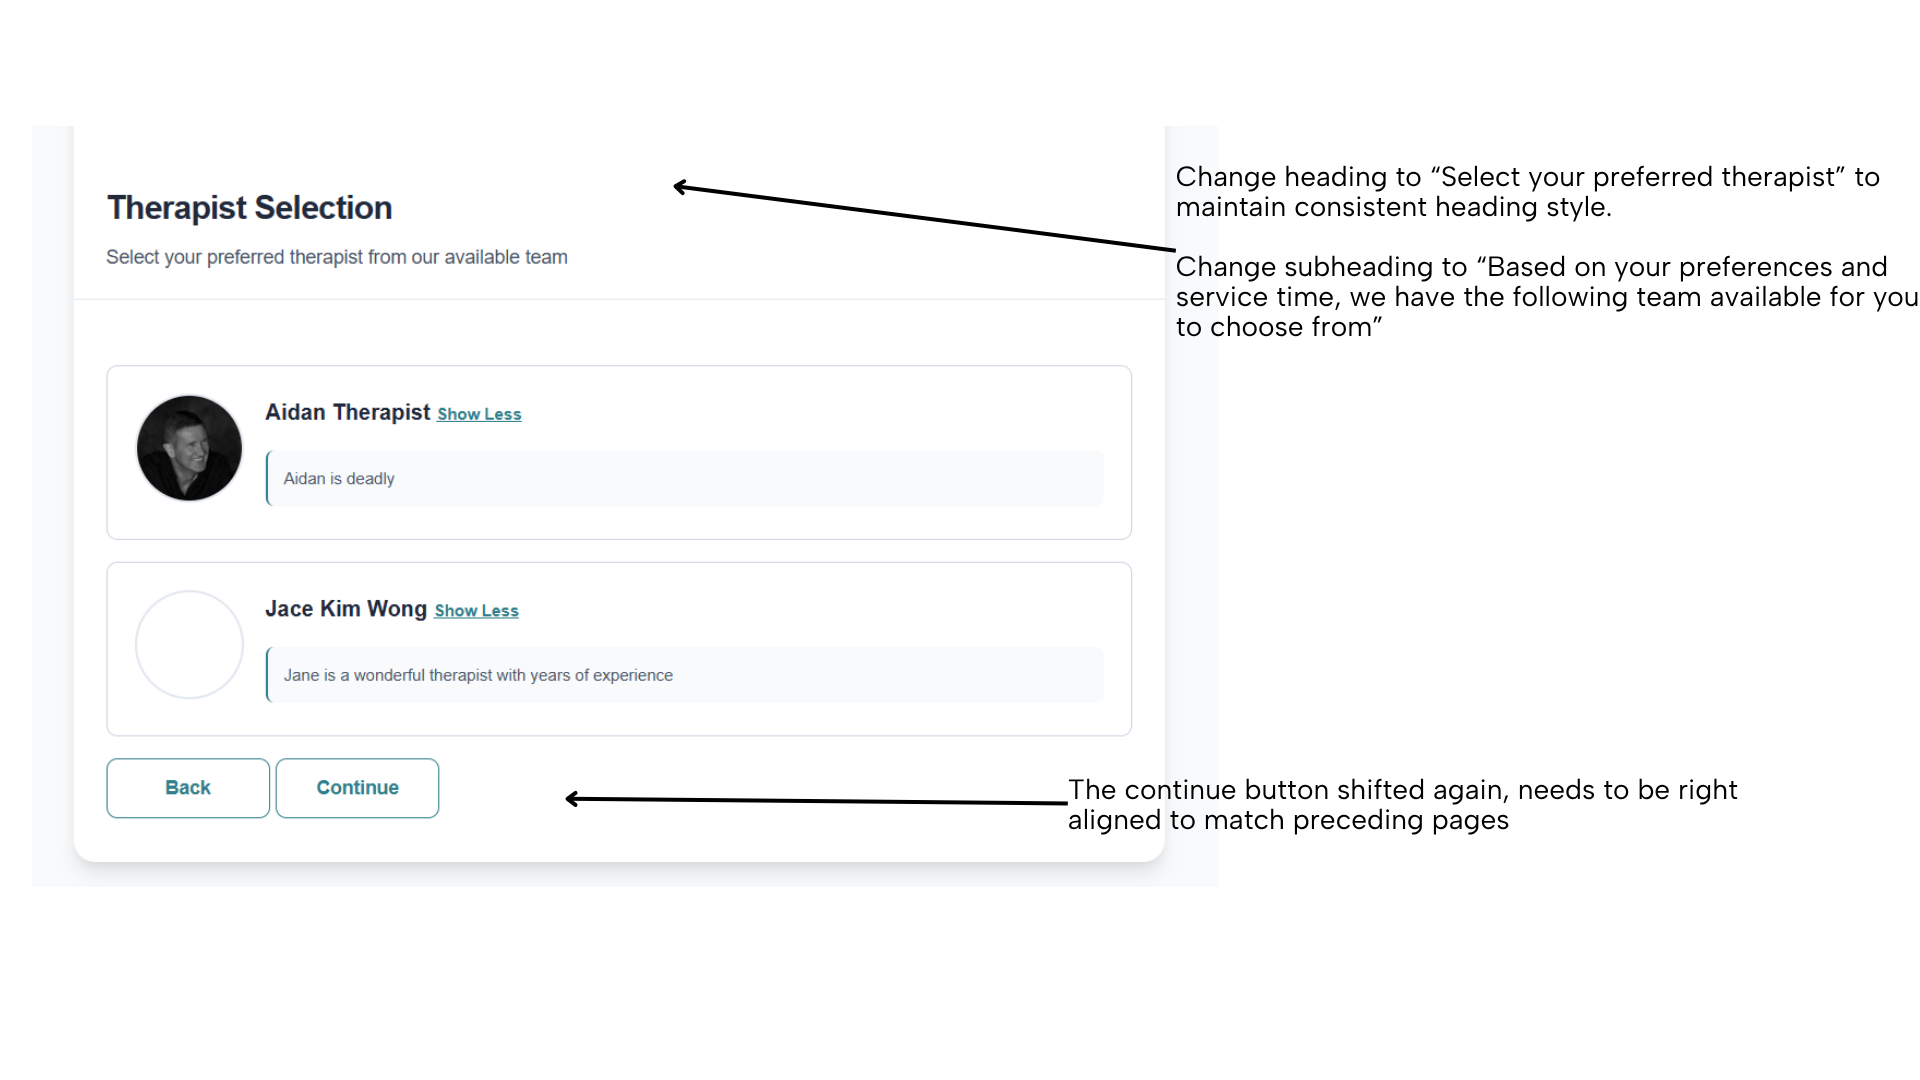 Therapist Selection
Select your preferred therapist from our available team
Change heading to “Select your preferred therapist” to
maintain consistent heading style.
Change subheading to “Based on your preferences and
service time, we have the following team available for you
to choose from”
Aidan Therapist Show Less
Aidan is deadly
Jace Kim Wong Show Less
Jane is a wonderful therapist with years of experience
Back
Continue
The continue button shifted again, needs to be right
aligned to match preceding pages